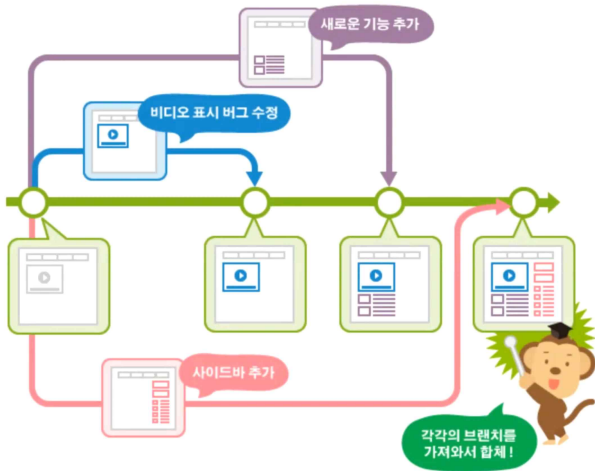 새로운 기능 추가
비디오 표시 버그 수정
사이드바 추가
각각의 브랜치를
가져와서 합체!